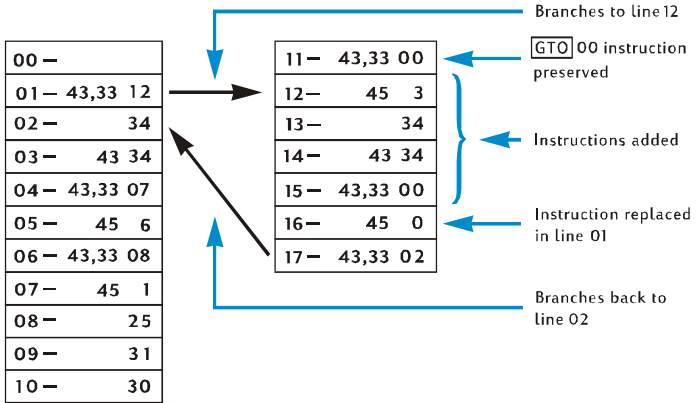 Branches to line 12
00–
01– 43,33 12
02– 34
03– 43 34
04– 43,33 07
05– 45 6
06– 43,33 08
07– 45 1
08– 25
09– 31
10– 30
11– 43,33 00
12– 45 3
13– 34
14– 43 34
15– 43,33 00
16– 45 0
17– 43,33 02
GTO 00 instruction
preserved
Instructions added
Instruction replaced
in line 01
Branches back to
line 02